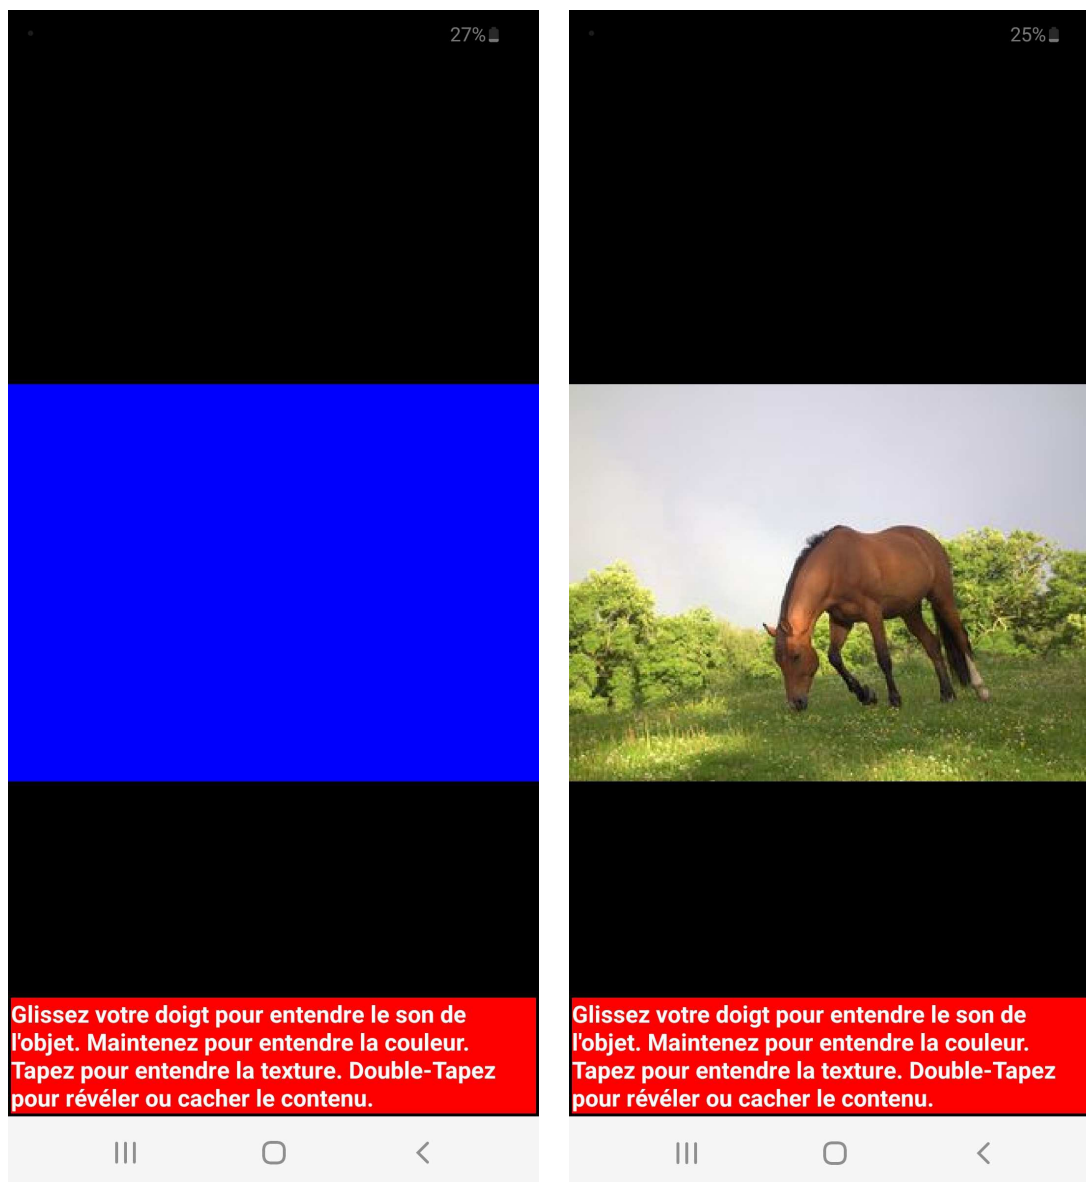 27%
Glissez votre doigt pour entendre le son de
l'objet. Maintenez pour entendre la couleur.
Tapez pour entendre la texture. Double-Tapez
pour révéler ou cacher le contenu.
25%
Glissez votre doigt pour entendre le son de
l'objet. Maintenez pour entendre la couleur.
Tapez pour entendre la texture. Double-Tapez
pour révéler ou cacher le contenu.